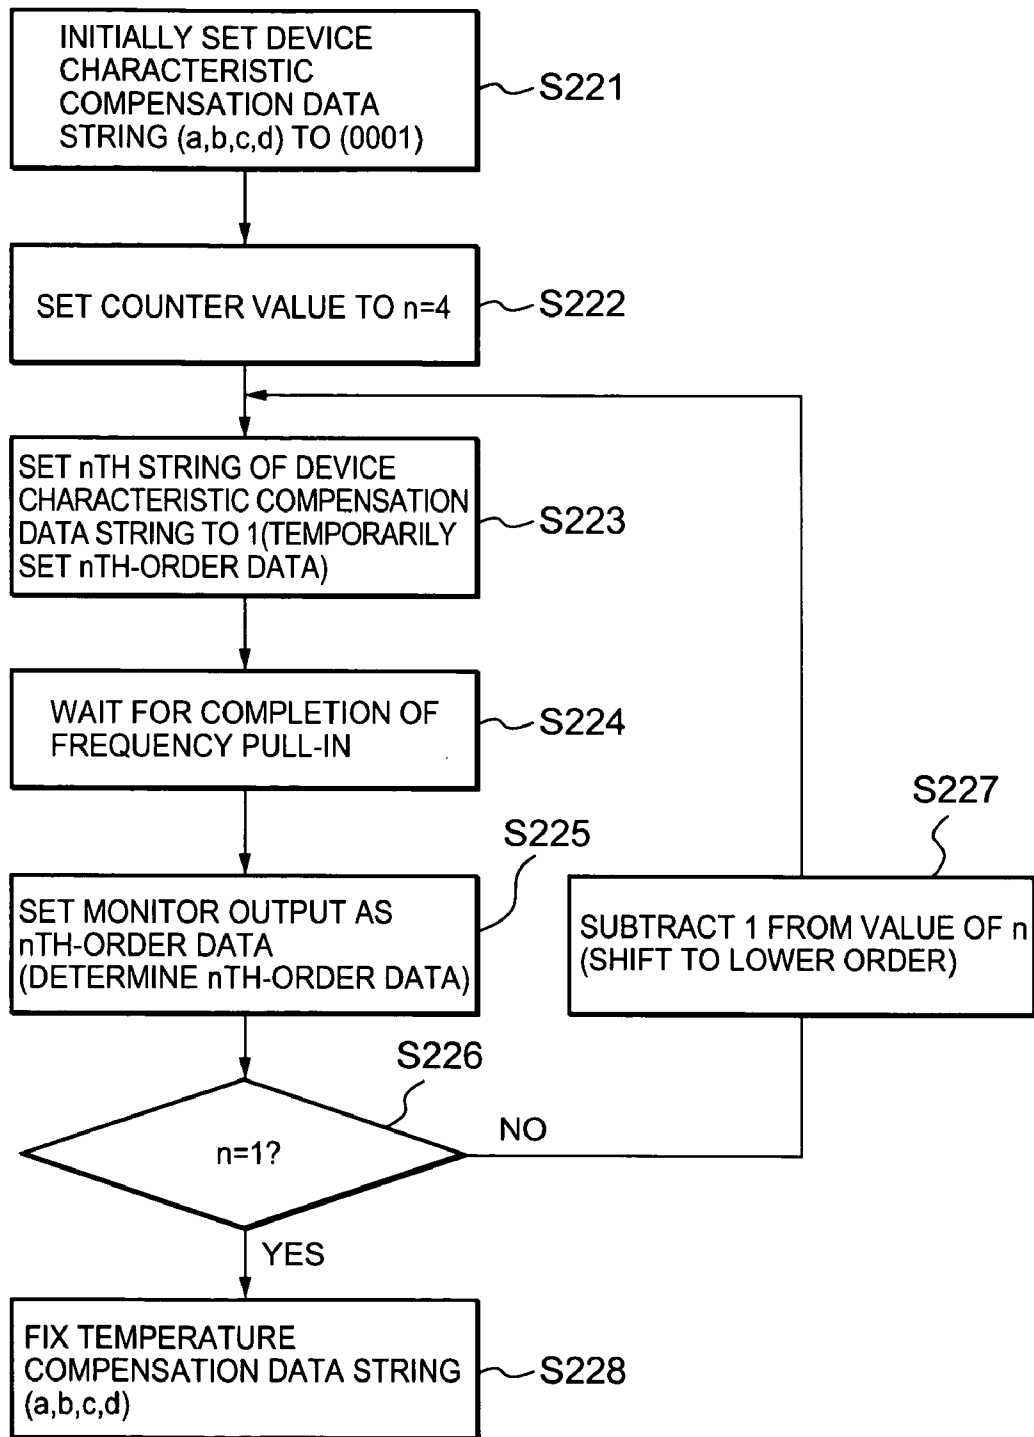 INITIALLY SET DEVICE
CHARACTERISTIC
COMPENSATION DATA
STRING (a,b,c,d) TO (0001)
S221
SET COUNTER VALUE TO n=4
S222
SET nTH STRING OF DEVICE
CHARACTERISTIC COMPENSATION
DATA STRING TO 1(TEMPORARILY
SET nTH-ORDER DATA)
S223
WAIT FOR COMPLETION OF
FREQUENCY PULL-IN
S224
SET MONITOR OUTPUT AS
nTH-ORDER DATA
(DETERMINE nTH-ORDER DATA)
S225
SUBTRACT 1 FROM VALUE OF n
(SHIFT TO LOWER ORDER)
S227
n=1?
S226
NO
YES
FIX TEMPERATURE
COMPENSATION DATA STRING
(a,b,c,d)
S228